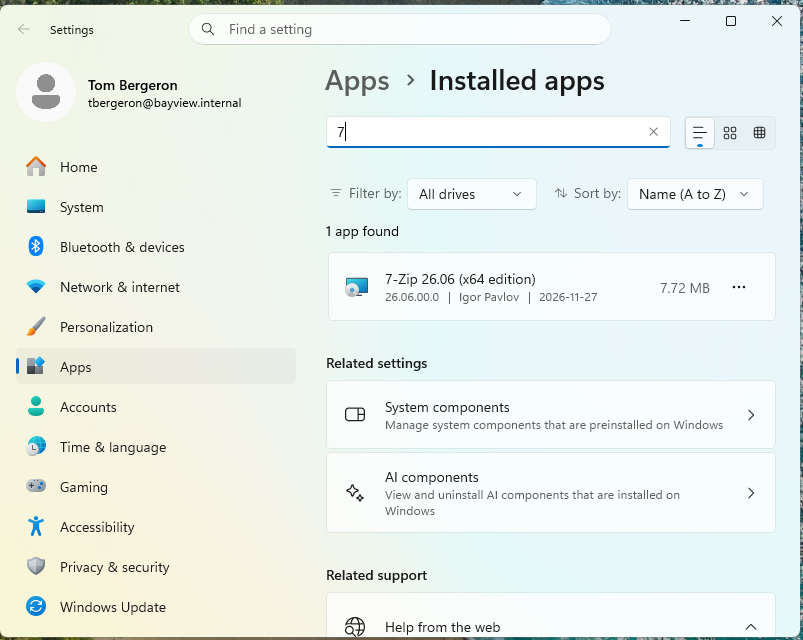 Settings
Find a setting
Tom Bergeron
tbergeron@bayview.internal
Home
System
Bluetooth & devices
Network & internet
Personalization
Apps
Accounts
Time & language
Gaming
Accessibility
Privacy & security
Windows Update
Apps › Installed apps
7
Filter by: All drives Sort by: Name (A to Z)
1 app found
7-Zip 26.06 (x64 edition)
26.06.00.0 | Igor Pavlov | 2026-11-27
7.72 MB
Related settings
System components
Manage system components that are preinstalled on Windows
AI components
View and uninstall AI components that are installed on
Windows
Related support
Help from the web